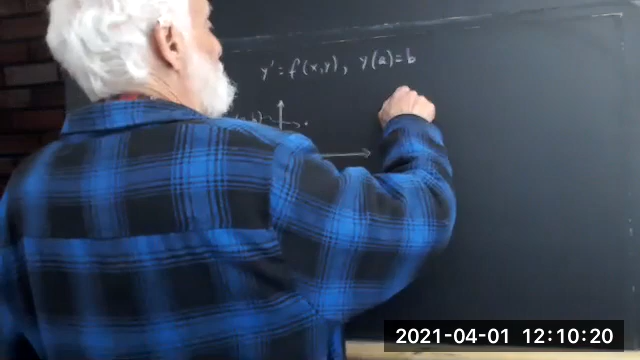 y' = f(x,y), y(a)=b
2021-04-01 12:10:20